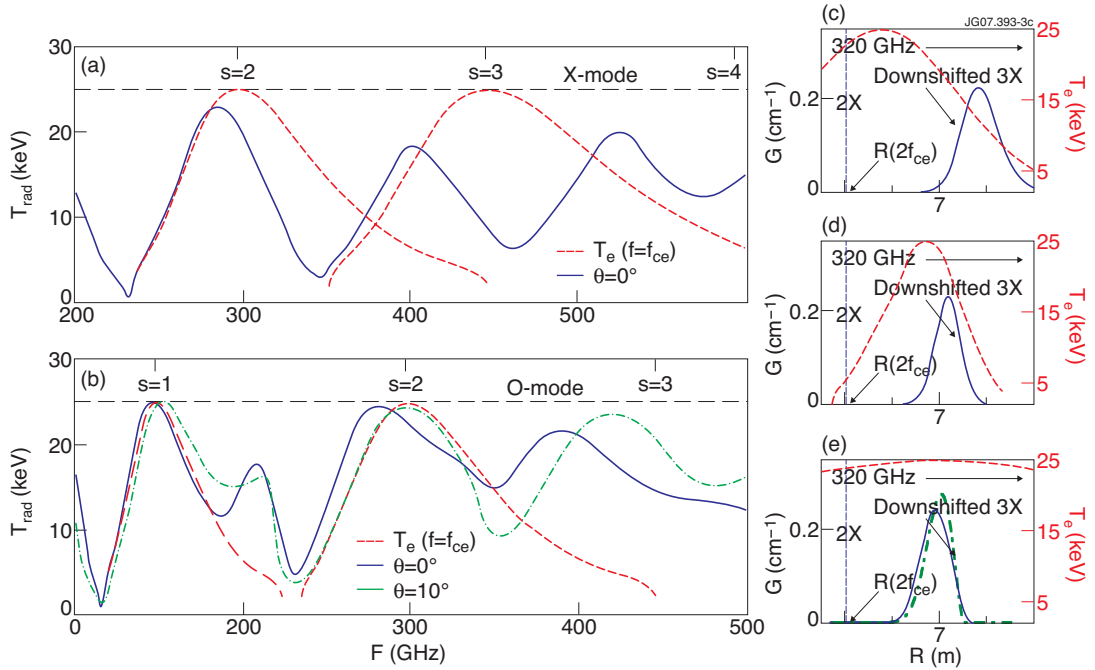 (a)
30
20
10
0
T_rad (keV)
s=2
s=3
X-mode
s=4
T_e (f=f_ce)
θ=0°
200
300
400
500
(b)
30
20
10
0
T_rad (keV)
s=1
s=2
O-mode
s=3
T_e (f=f_ce)
θ=0°
θ=10°
0
100
200
300
400
500
F (GHz)
(c)
JG07.393-3c
320 GHz
Downshifted 3X
2X
R(2f_ce)
0.2
0
G (cm⁻¹)
7
25
15
5
T_e (keV)
(d)
320 GHz
Downshifted 3X
2X
R(2f_ce)
0.2
0
G (cm⁻¹)
7
25
15
5
T_e (keV)
(e)
320 GHz
Downshifted 3X
2X
R(2f_ce)
0.2
0
G (cm⁻¹)
7
R (m)
25
15
5
T_e (keV)